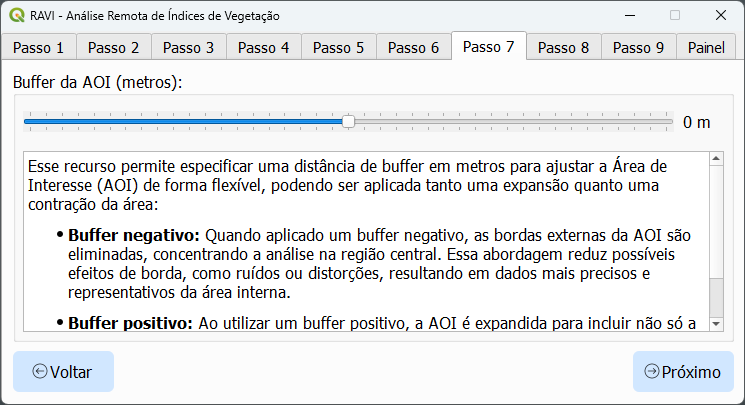 RAVI - Análise Remota de Índices de Vegetação
Passo 1 Passo 2 Passo 3 Passo 4 Passo 5 Passo 6 Passo 7 Passo 8 Passo 9 Painel
Buffer da AOI (metros):
0 m
Esse recurso permite especificar uma distância de buffer em metros para ajustar a Área de
Interesse (AOI) de forma flexível, podendo ser aplicada tanto uma expansão quanto uma
contração da área:
• Buffer negativo: Quando aplicado um buffer negativo, as bordas externas da AOI são
eliminadas, concentrando a análise na região central. Essa abordagem reduz possíveis
efeitos de borda, como ruídos ou distorções, resultando em dados mais precisos e
representativos da área interna.
• Buffer positivo: Ao utilizar um buffer positivo, a AOI é expandida para incluir não só a
Voltar
Próximo